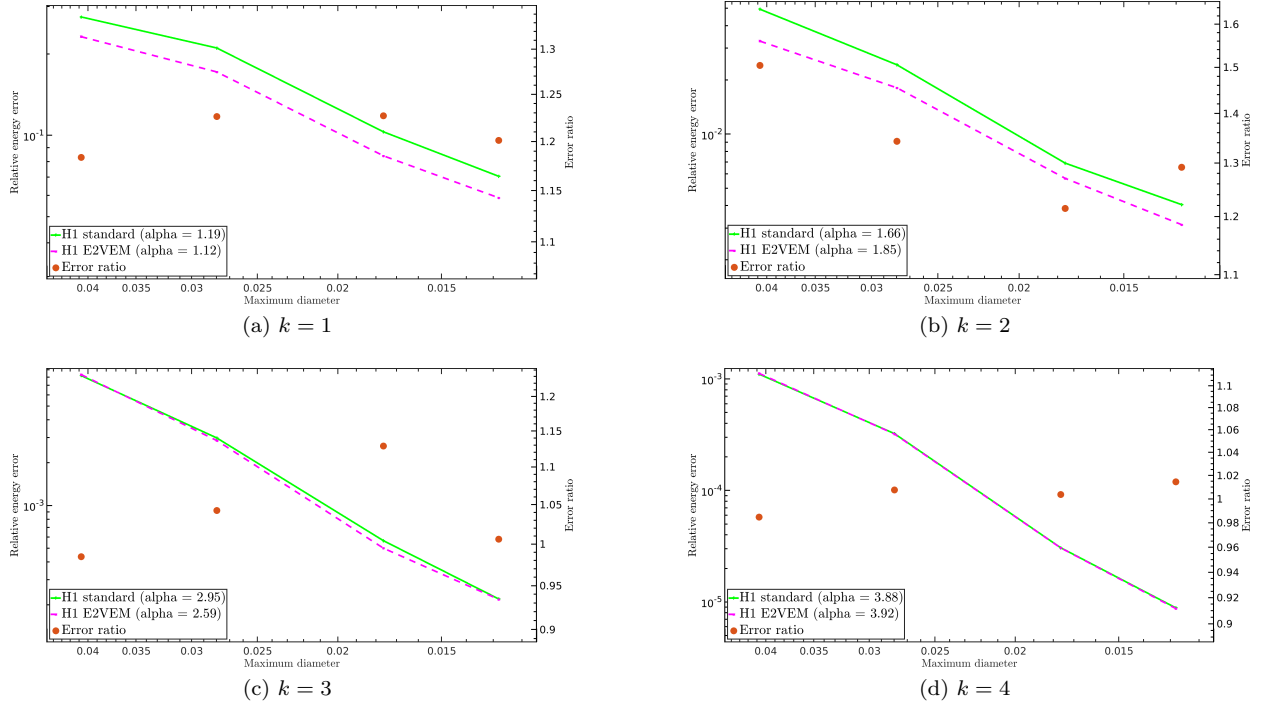 Relative energy error
10^-1
1.3
1.25
1.2
1.15
1.1
Error ratio
H1 standard (alpha = 1.19)
H1 E2VEM (alpha = 1.12)
Error ratio
0.04 0.035 0.03 0.025 0.02 0.015
Maximum diameter
(a) k = 1
Relative energy error
10^-2
1.6
1.5
1.4
1.3
1.2
1.1
Error ratio
H1 standard (alpha = 1.66)
H1 E2VEM (alpha = 1.85)
Error ratio
0.04 0.035 0.03 0.025 0.02 0.015
Maximum diameter
(b) k = 2
Relative energy error
10^-3
1.2
1.15
1.1
1.05
1
0.95
0.9
Error ratio
H1 standard (alpha = 2.95)
H1 E2VEM (alpha = 2.59)
Error ratio
0.04 0.035 0.03 0.025 0.02 0.015
Maximum diameter
(c) k = 3
Relative energy error
10^-3
10^-4
10^-5
1.1
1.08
1.06
1.04
1.02
1
0.98
0.96
0.94
0.92
0.9
Error ratio
H1 standard (alpha = 3.88)
H1 E2VEM (alpha = 3.92)
Error ratio
0.04 0.035 0.03 0.025 0.02 0.015
Maximum diameter
(d) k = 4